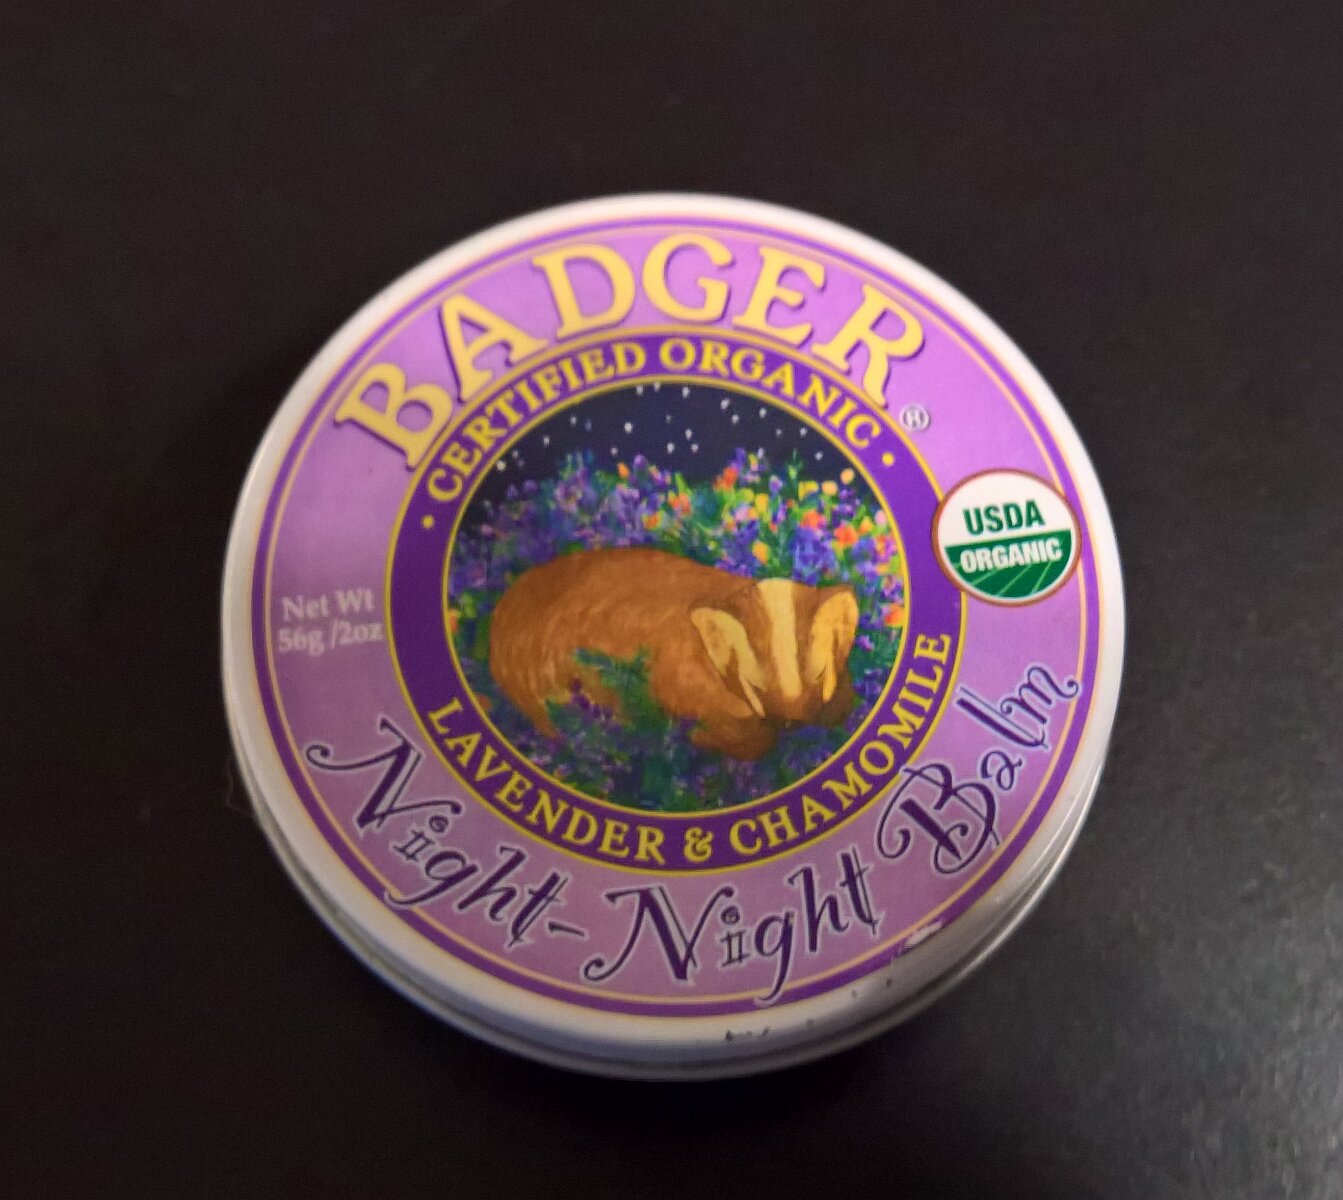 BADGER®
• CERTIFIED ORGANIC •
USDA
ORGANIC
Net Wt
56g /2oz
LAVENDER & CHAMOMILE
Night-Night Balm